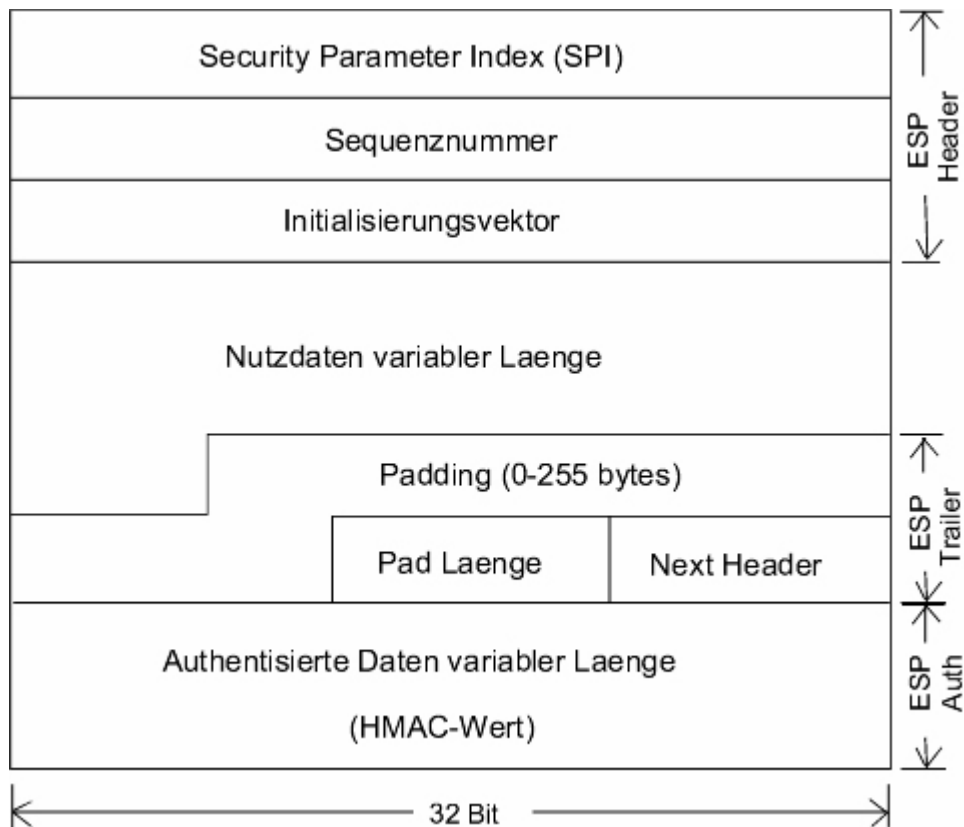 Security Parameter Index (SPI)
Sequenznummer
Initialisierungsvektor
ESP
Header
Nutzdaten variabler Laenge
Padding (0-255 bytes)
Pad Laenge
Next Header
ESP
Trailer
Authentisierte Daten variabler Laenge
(HMAC-Wert)
ESP
Auth
32 Bit